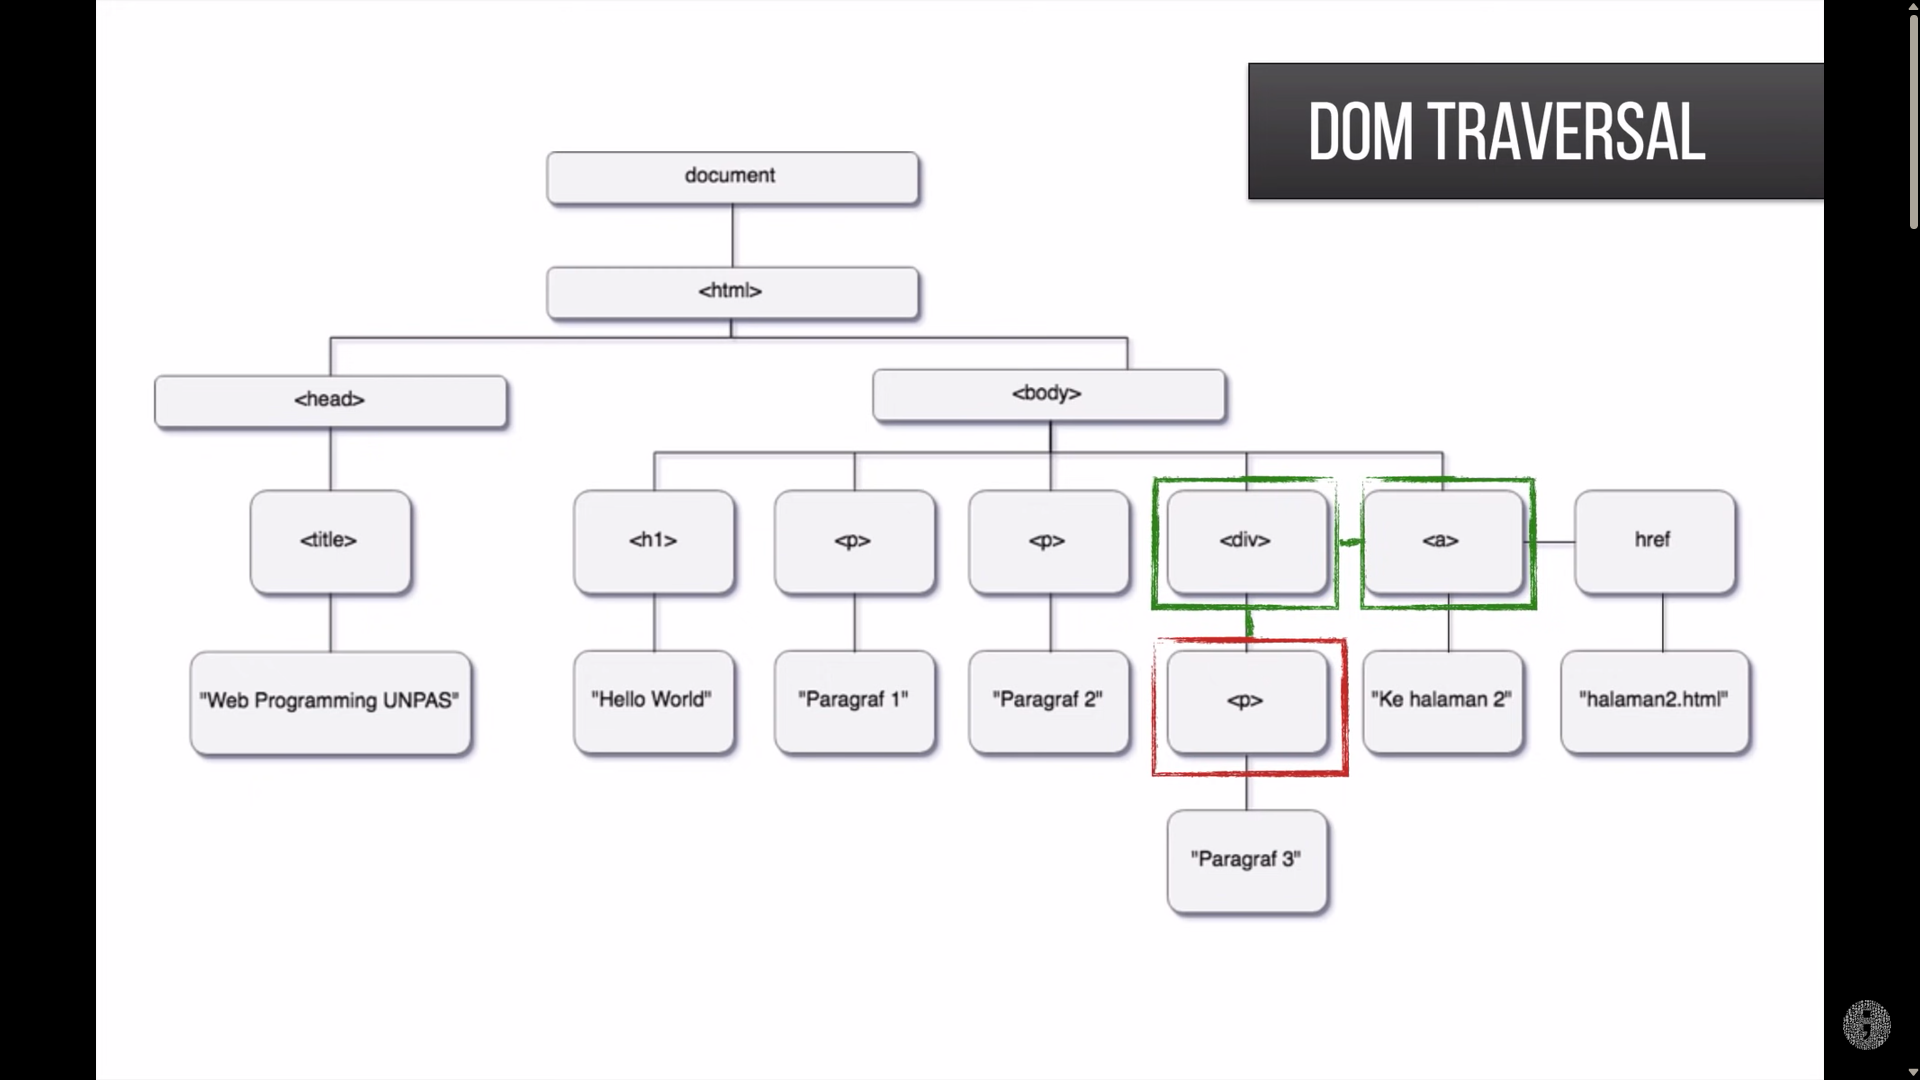 DOM TRAVERSAL
document
<html>
<head>
<body>
<title>
<h1>
<p>
<p>
<div>
<a>
href
"Web Programming UNPAS"
"Hello World"
"Paragraf 1"
"Paragraf 2"
<p>
"Ke halaman 2"
"halaman2.html"
"Paragraf 3"